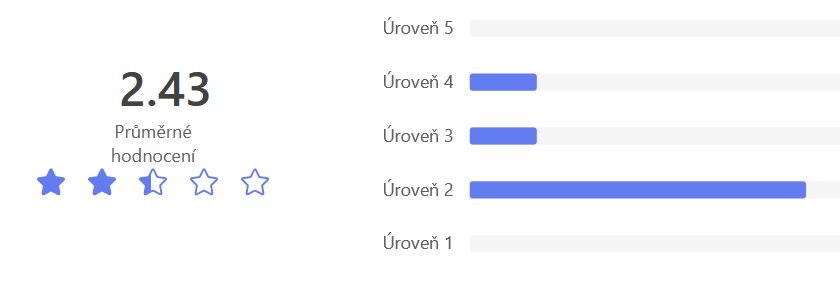 2.43
Průměrné
hodnocení
Úroveň 5
Úroveň 4
Úroveň 3
Úroveň 2
Úroveň 1